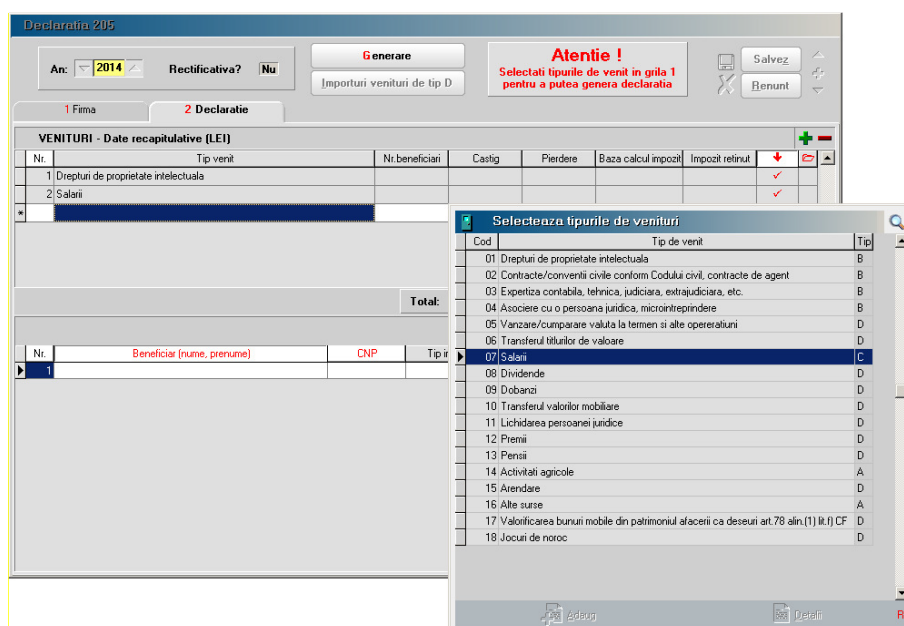 Declaratia 205
An: 2014 Rectificativa? Nu
Generare
Importuri venituri de tip D
Atentie !
Selectati tipurile de venit in grila 1
pentru a putea genera declaratia
Salvez
Renunt
1 Firma
2 Declaratie
VENITURI - Date recapitulative (LEI)
Nr. Tip venit Nr.beneficiari Castig Pierdere Baza calcul impozit Impozit retinut
1 Drepturi de proprietate intelectuala
2 Salarii
*
Total:
Nr. Beneficiar (nume, prenume) CNP Tip i
1
Selecteaza tipurile de venituri
Cod Tip de venit Tip
01 Drepturi de proprietate intelectuala B
02 Contracte/conventii civile conform Codului civil, contracte de agent B
03 Expertiza contabila, tehnica, judiciara, extrajudiciara, etc. B
04 Asociere cu o persoana juridica, microintreprindere B
05 Vanzare/cumparare valuta la termen si alte opereratiuni D
06 Transferul titlurilor de valoare D
07 Salarii C
08 Dividende D
09 Dobanzi D
10 Transferul valorilor mobiliare D
11 Lichidarea persoanei juridice D
12 Premii D
13 Pensii D
14 Activitati agricole A
15 Arendare D
16 Alte surse A
17 Valorificarea bunuri mobile din patrimoniul afacerii ca deseuri art.78 alin.(1) lit.f) CF D
18 Jocuri de noroc D
Adaug
Detalii
R